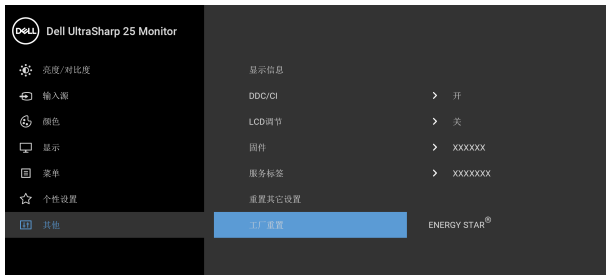 DELL Dell UltraSharp 25 Monitor
亮度/对比度
显示信息
输入源
DDC/CI
开
颜色
LCD调节
关
显示
固件
XXXXXX
菜单
服务标签
XXXXXXX
个性设置
重置其它设置
其他
工厂重置
ENERGY STAR®